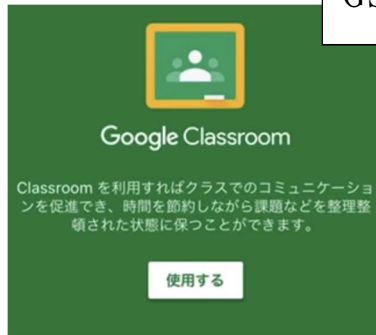 Google Classroom
Classroom を利用すればクラスでのコミュニケーショ
ンを促進でき、時間を節約しながら課題などを整理整
頓された状態に保つことができます。
使用する